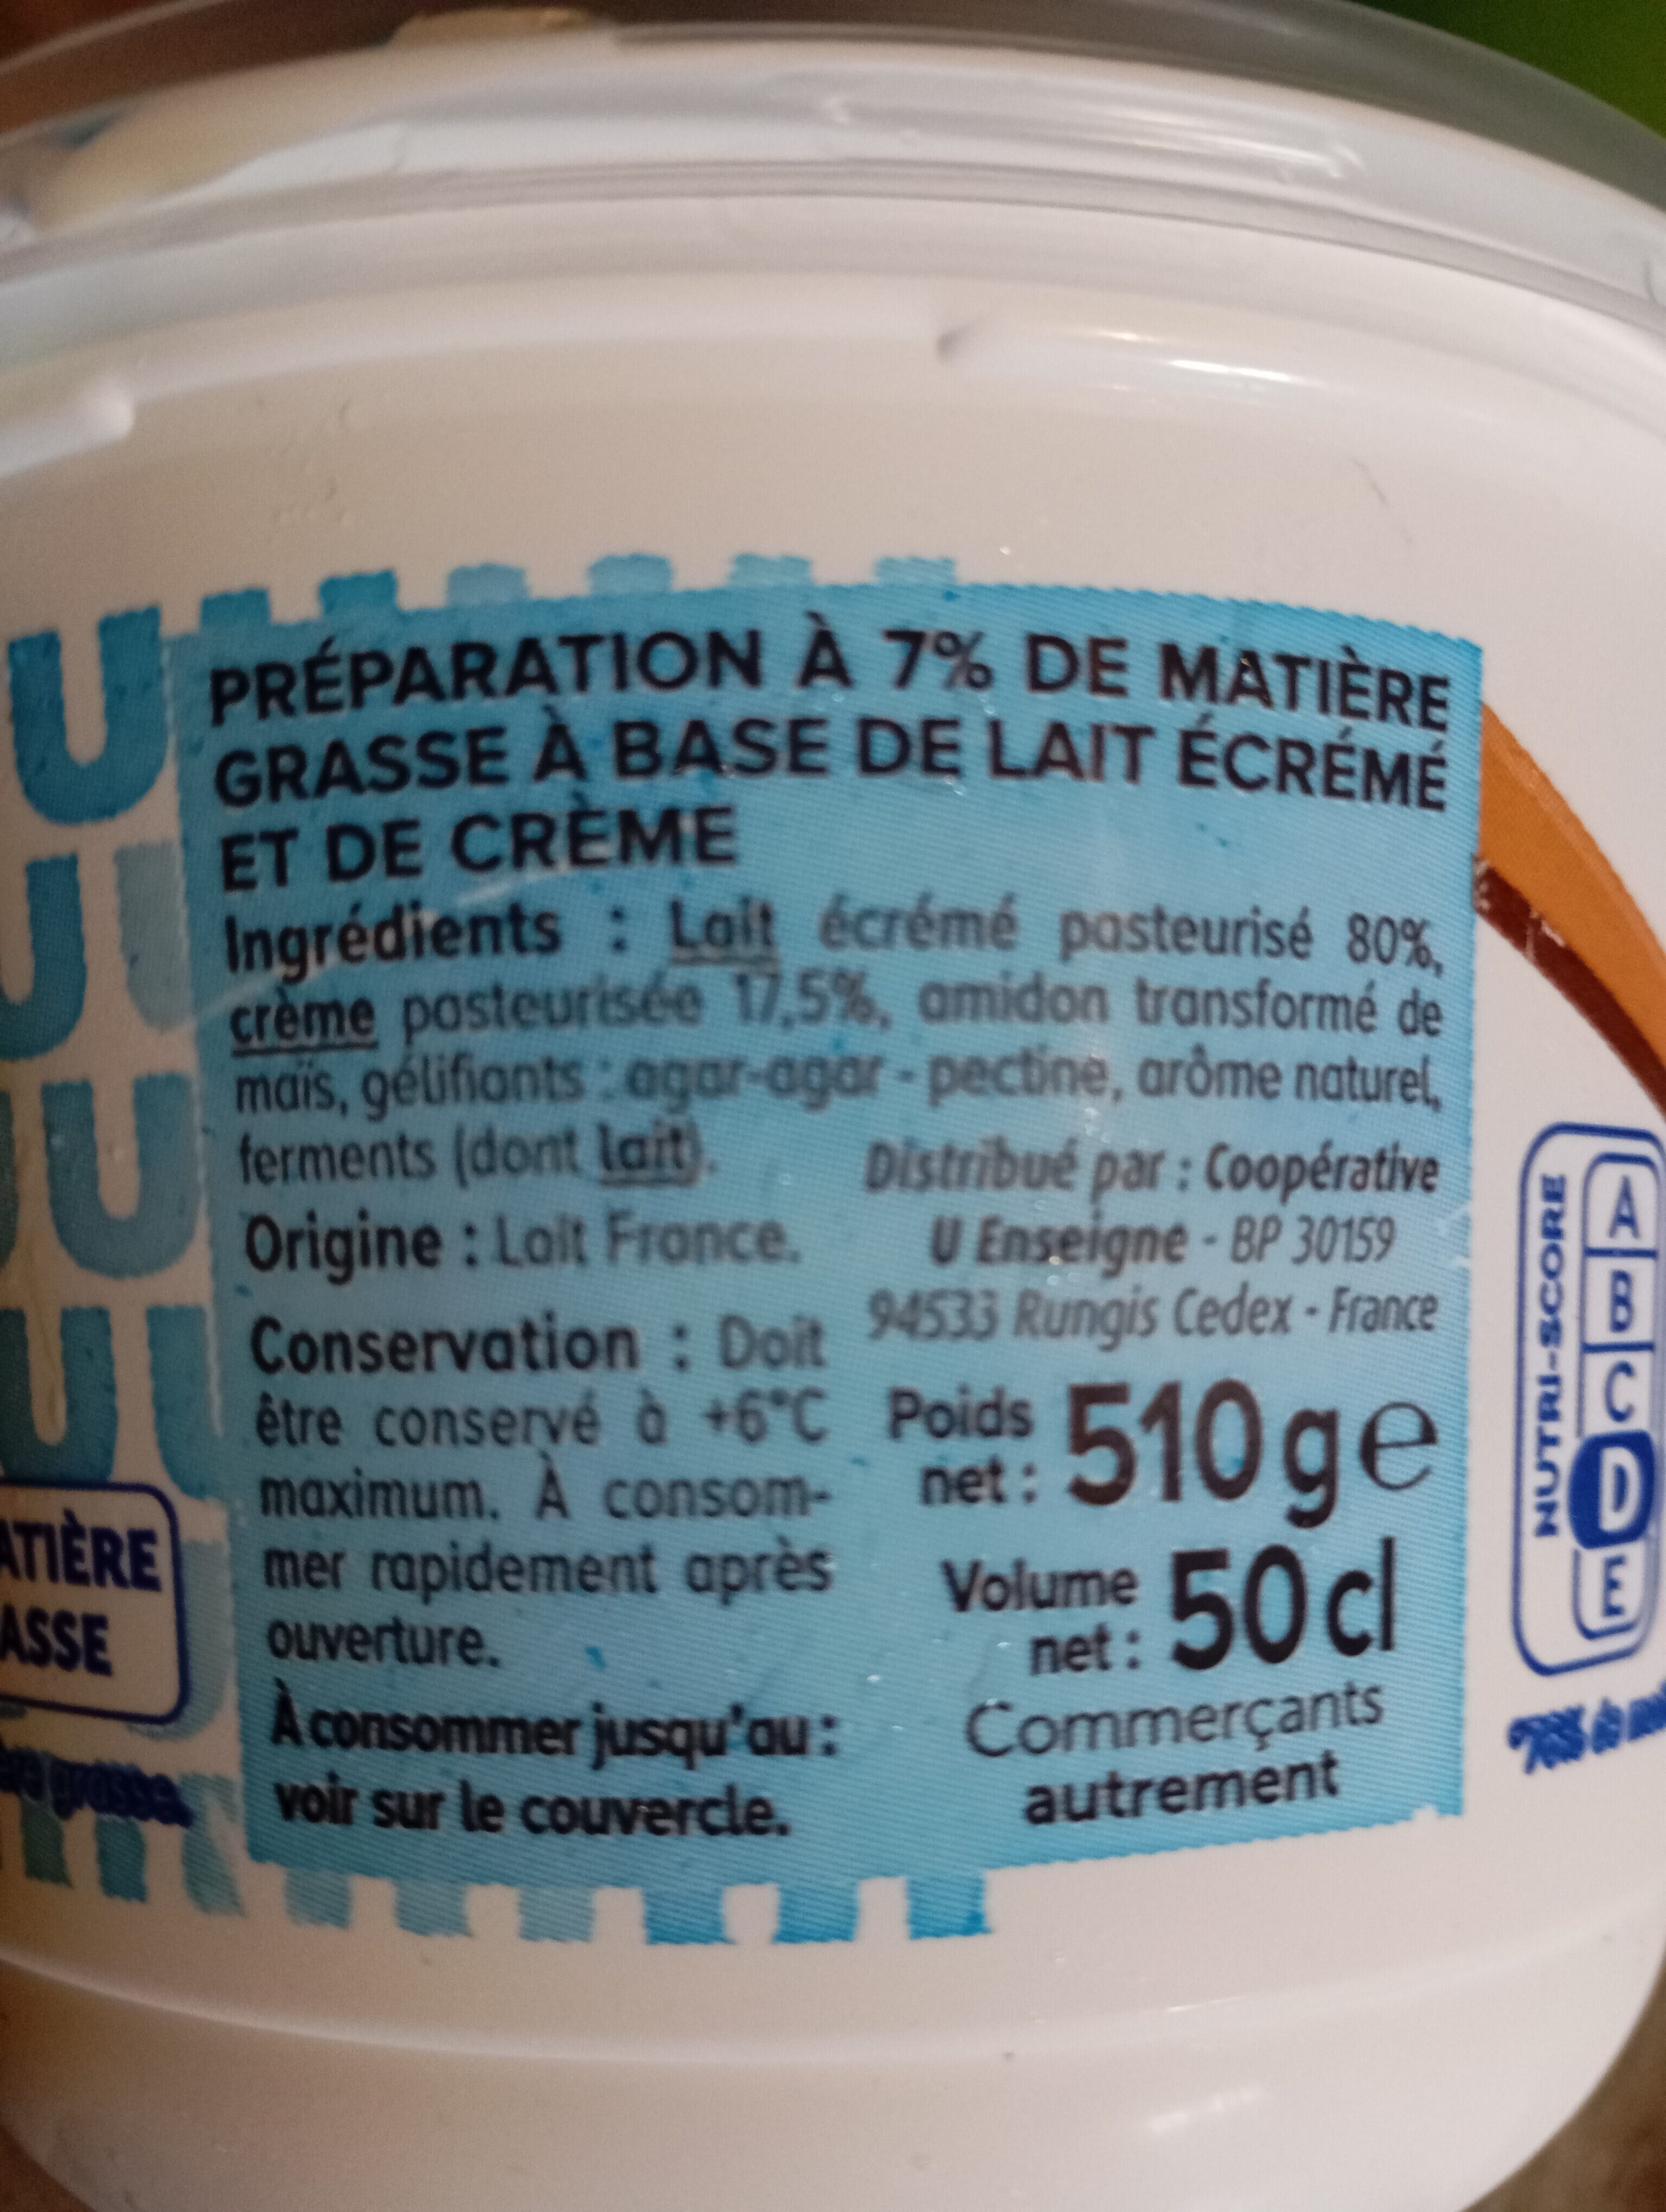 PRÉPARATION À 7% DE MATIÈRE
GRASSE À BASE DE LAIT ÉCRÉMÉ
ET DE CRÈME
Ingrédients : Lait écrémé pasteurisé 80%,
crème pasteurisée 17,5%, amidon transformé de
maïs, gélifiants : agar-agar - pectine, arôme naturel,
ferments (dont lait).
Origine : Lait France.
Conservation : Doit
être conservé à +6°C
maximum. À consom-
mer rapidement après
ouverture.
À consommer jusqu'au :
voir sur le couvercle.
Distribué par : Coopérative
U Enseigne - BP 30159
94533 Rungis Cedex - France
Poids
net : 510 g e
Volume
net : 50 cl
Commerçants
autrement
ATIÈRE
ASSE
grasse.
NUTRI-SCORE
A
B
C
D
E